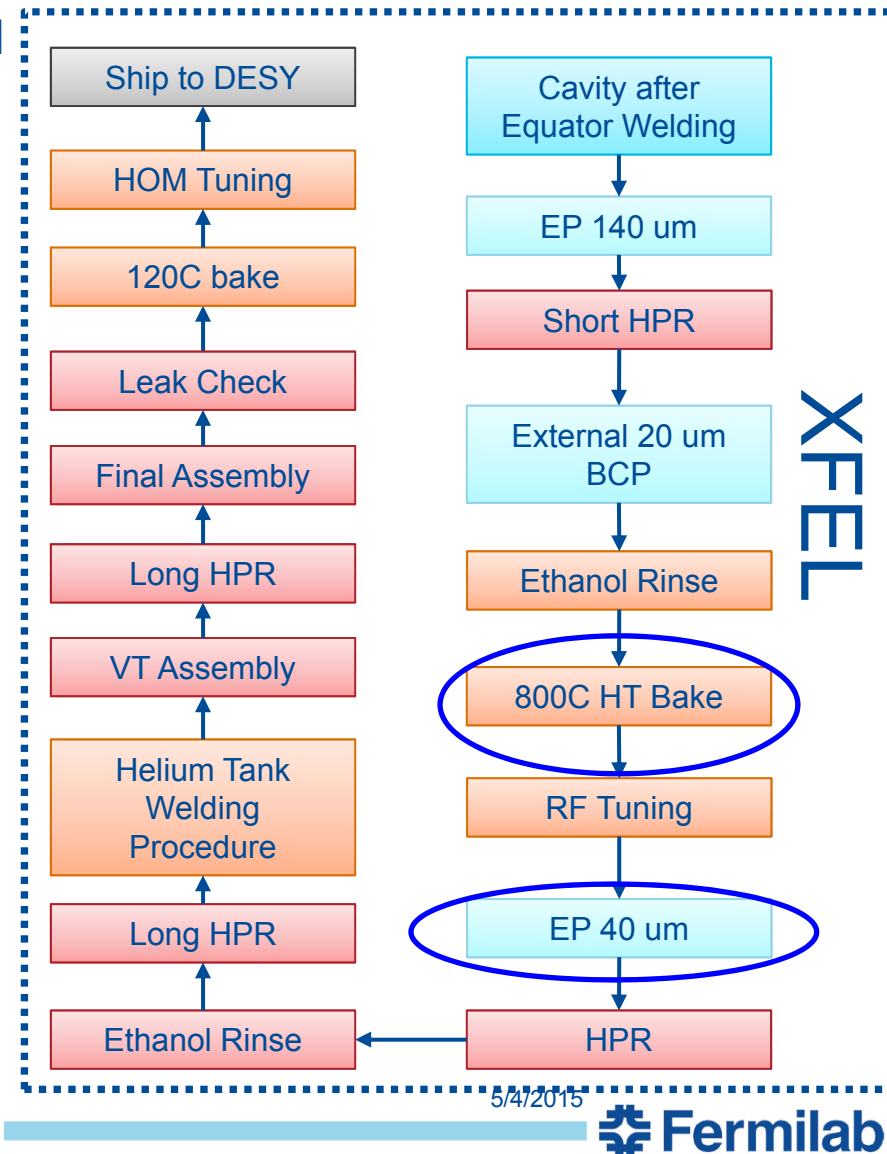 Ship to DESY
HOM Tuning
120C bake
Leak Check
Final Assembly
Long HPR
VT Assembly
Helium Tank
Welding
Procedure
Long HPR
Ethanol Rinse
Cavity after
Equator Welding
EP 140 um
Short HPR
External 20 um
BCP
Ethanol Rinse
800C HT Bake
RF Tuning
EP 40 um
HPR
XFEL
5/4/2015
Fermilab